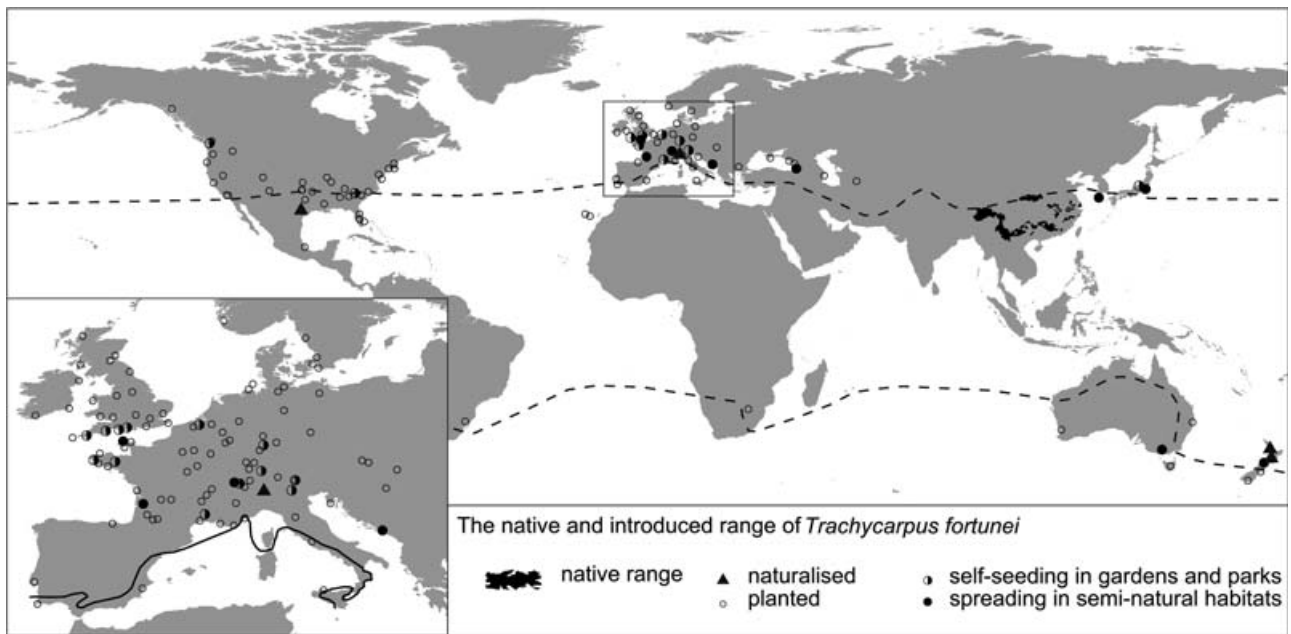 The native and introduced range of Trachycarpus fortunei
native range
naturalised
planted
self-seeding in gardens and parks
spreading in semi-natural habitats